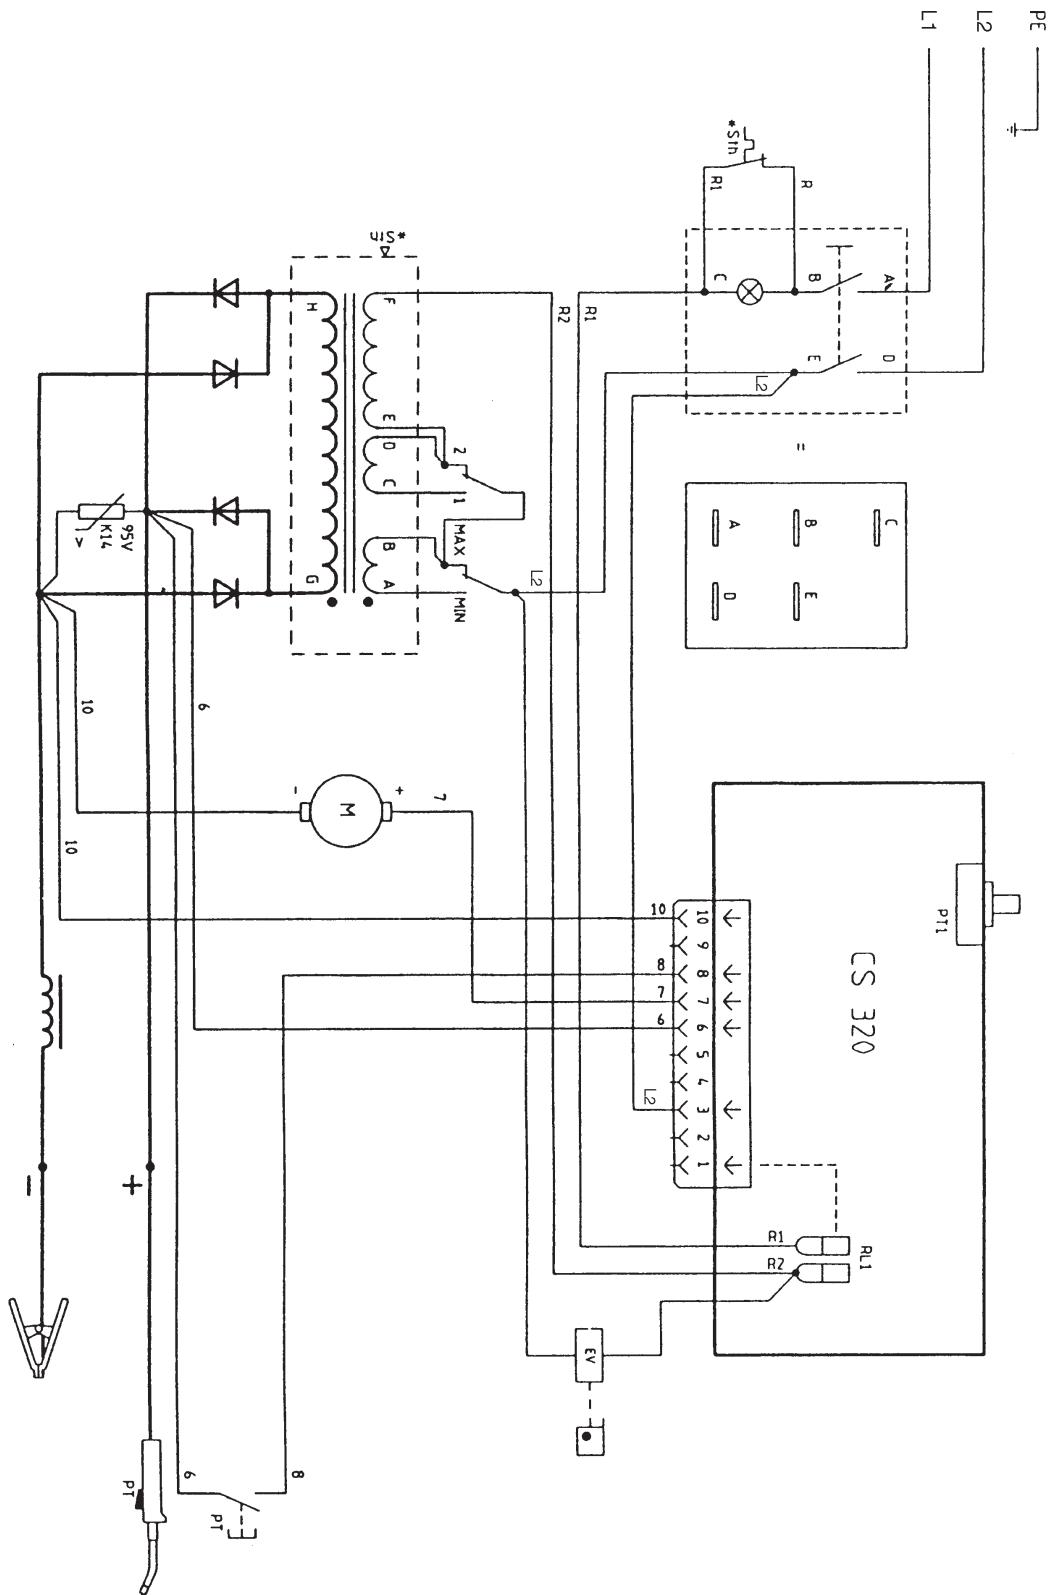 L1
L2
PE
*Sth
R1
R
C
B
A
E
D
L2
=
C
B
A
E
D
R1
R2
*Sth
F
E
D
C
B
A
H
G
2
1
MAX
MIN
L2
95V
K14
>
10
6
10
M
-
+
7
PT1
CS 320
10
8
7
6
L2
10
9
8
7
6
5
4
3
2
1
R1
R2
RL1
EV
-
+
6
8
PT
PT